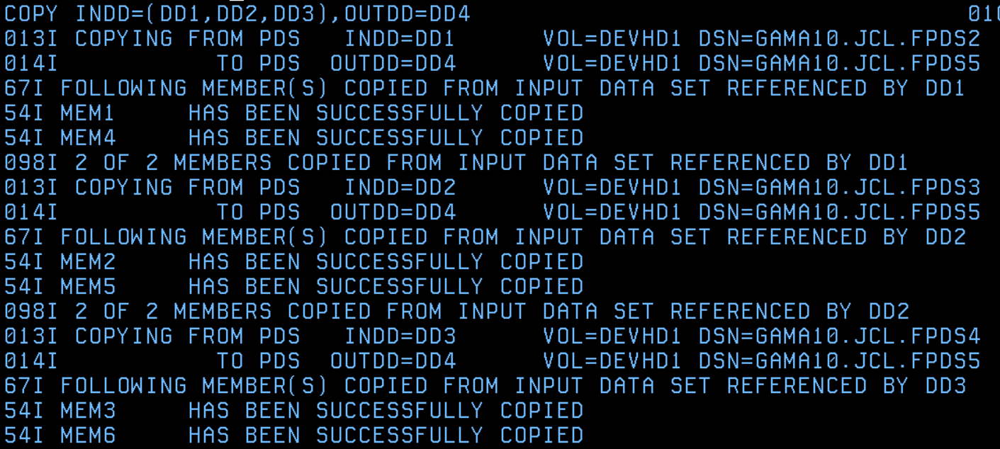 COPY INDD=(DD1,DD2,DD3),OUTDD=DD4 010
013I COPYING FROM PDS INDD=DD1 VOL=DEVHD1 DSN=GAMA10.JCL.FPDS2
014I TO PDS OUTDD=DD4 VOL=DEVHD1 DSN=GAMA10.JCL.FPDS5
67I FOLLOWING MEMBER(S) COPIED FROM INPUT DATA SET REFERENCED BY DD1
54I MEM1 HAS BEEN SUCCESSFULLY COPIED
54I MEM4 HAS BEEN SUCCESSFULLY COPIED
098I 2 OF 2 MEMBERS COPIED FROM INPUT DATA SET REFERENCED BY DD1
013I COPYING FROM PDS INDD=DD2 VOL=DEVHD1 DSN=GAMA10.JCL.FPDS3
014I TO PDS OUTDD=DD4 VOL=DEVHD1 DSN=GAMA10.JCL.FPDS5
67I FOLLOWING MEMBER(S) COPIED FROM INPUT DATA SET REFERENCED BY DD2
54I MEM2 HAS BEEN SUCCESSFULLY COPIED
54I MEM5 HAS BEEN SUCCESSFULLY COPIED
098I 2 OF 2 MEMBERS COPIED FROM INPUT DATA SET REFERENCED BY DD2
013I COPYING FROM PDS INDD=DD3 VOL=DEVHD1 DSN=GAMA10.JCL.FPDS4
014I TO PDS OUTDD=DD4 VOL=DEVHD1 DSN=GAMA10.JCL.FPDS5
67I FOLLOWING MEMBER(S) COPIED FROM INPUT DATA SET REFERENCED BY DD3
54I MEM3 HAS BEEN SUCCESSFULLY COPIED
54I MEM6 HAS BEEN SUCCESSFULLY COPIED